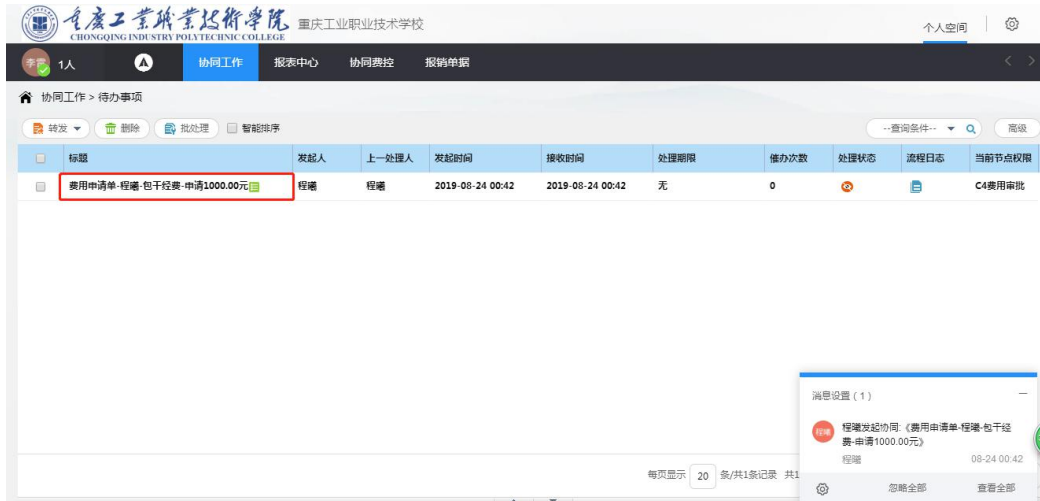 重庆工业职业技术学院 重庆工业职业技术学校
CHONGQING INDUSTRY POLYTECHNIC COLLEGE
个人空间
1人 协同工作 报表中心 协同费控 报销单据
协同工作 > 待办事项
转发 删除 批处理 智能排序 --查询条件-- 高级
标题 发起人 上一处理人 发起时间 接收时间 处理期限 催办次数 处理状态 流程日志 当前节点权限
费用申请单-程曦-包干经费-申请1000.00元 程曦 程曦 2019-08-24 00:42 2019-08-24 00:42 无 0 C4费用审批
消息设置 ( 1 )
程曦 程曦发起协同:《费用申请单-程曦-包干经
费-申请1000.00元》
程曦 08-24 00:42
每页显示 20 条/共1条记录 共1
忽略全部 查看全部